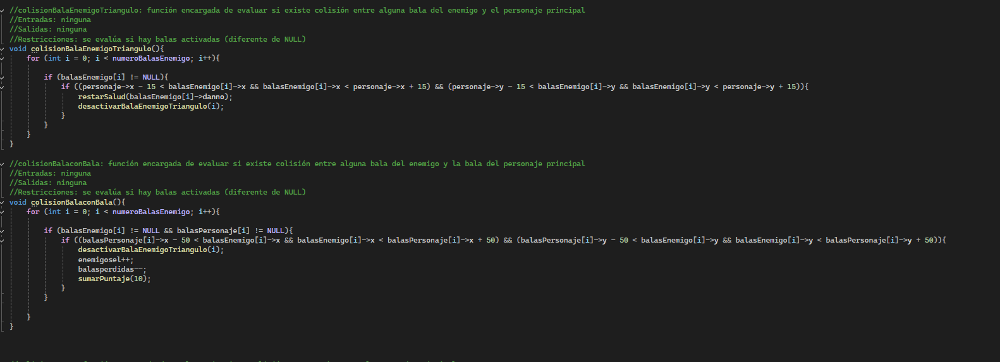 //colisionBalaEnemigoTriangulo: función encargada de evaluar si existe colisión entre alguna bala del enemigo y el personaje principal
//Entradas: ninguna
//Salidas: ninguna
//Restricciones: se evalúa si hay balas activadas (diferente de NULL)
void colisionBalaEnemigoTriangulo(){
    for (int i = 0; i < numeroBalasEnemigo; i++){
        if (balasEnemigo[i] != NULL){
            if ((personaje->x - 15 < balasEnemigo[i]->x && balasEnemigo[i]->x < personaje->x + 15) && (personaje->y - 15 < balasEnemigo[i]->y && balasEnemigo[i]->y < personaje->y + 15)){
                restarSalud(balasEnemigo[i]->danno);
                desactivarBalaEnemigoTriangulo(i);
            }
        }
    }
}
//colisionBalaconBala: función encargada de evaluar si existe colisión entre alguna bala del enemigo y la bala del personaje principal
//Entradas: ninguna
//Salidas: ninguna
//Restricciones: se evalúa si hay balas activadas (diferente de NULL)
void colisionBalaconBala(){
    for (int i = 0; i < numeroBalasEnemigo; i++){
        if (balasEnemigo[i] != NULL && balasPersonaje[i] != NULL){
            if ((balasPersonaje[i]->x - 50 < balasEnemigo[i]->x && balasEnemigo[i]->x < balasPersonaje[i]->x + 50) && (balasPersonaje[i]->y - 50 < balasEnemigo[i]->y && balasEnemigo[i]->y < balasPersonaje[i]->y + 50)){
                desactivarBalaEnemigoTriangulo(i);
                enemigosel++;
                balasperdidas--;
                sumarPuntaje(10);
            }
        }
    }
}